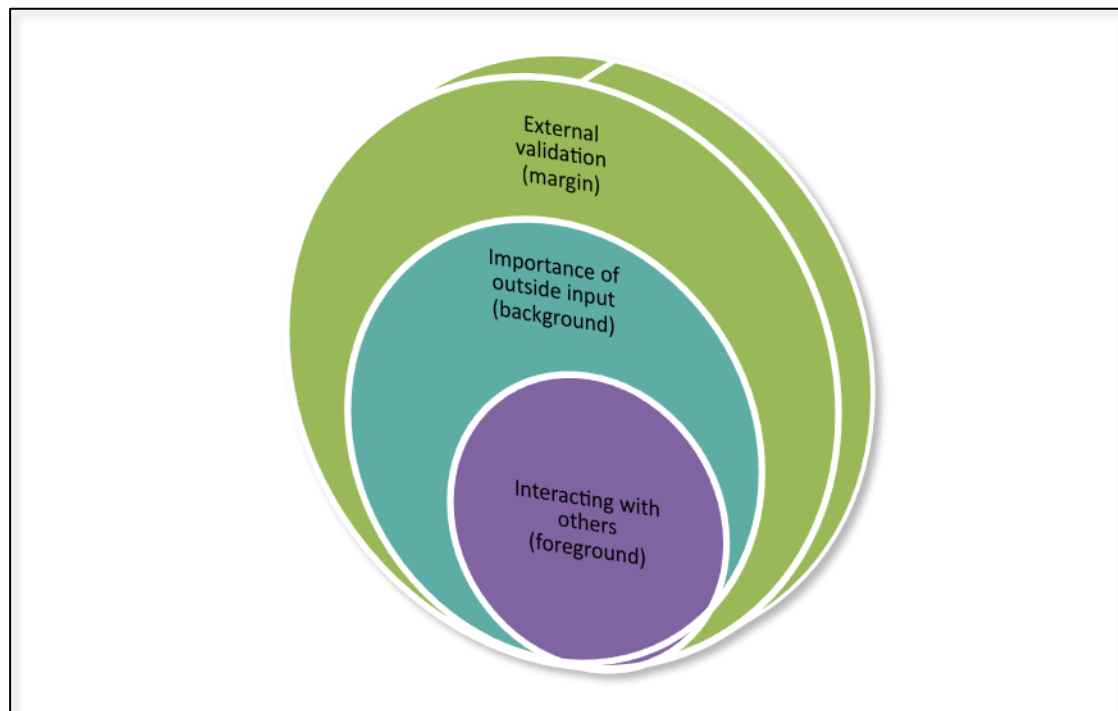 External
validation
(margin)
Importance of
outside input
(background)
Interacting with
others
(foreground)